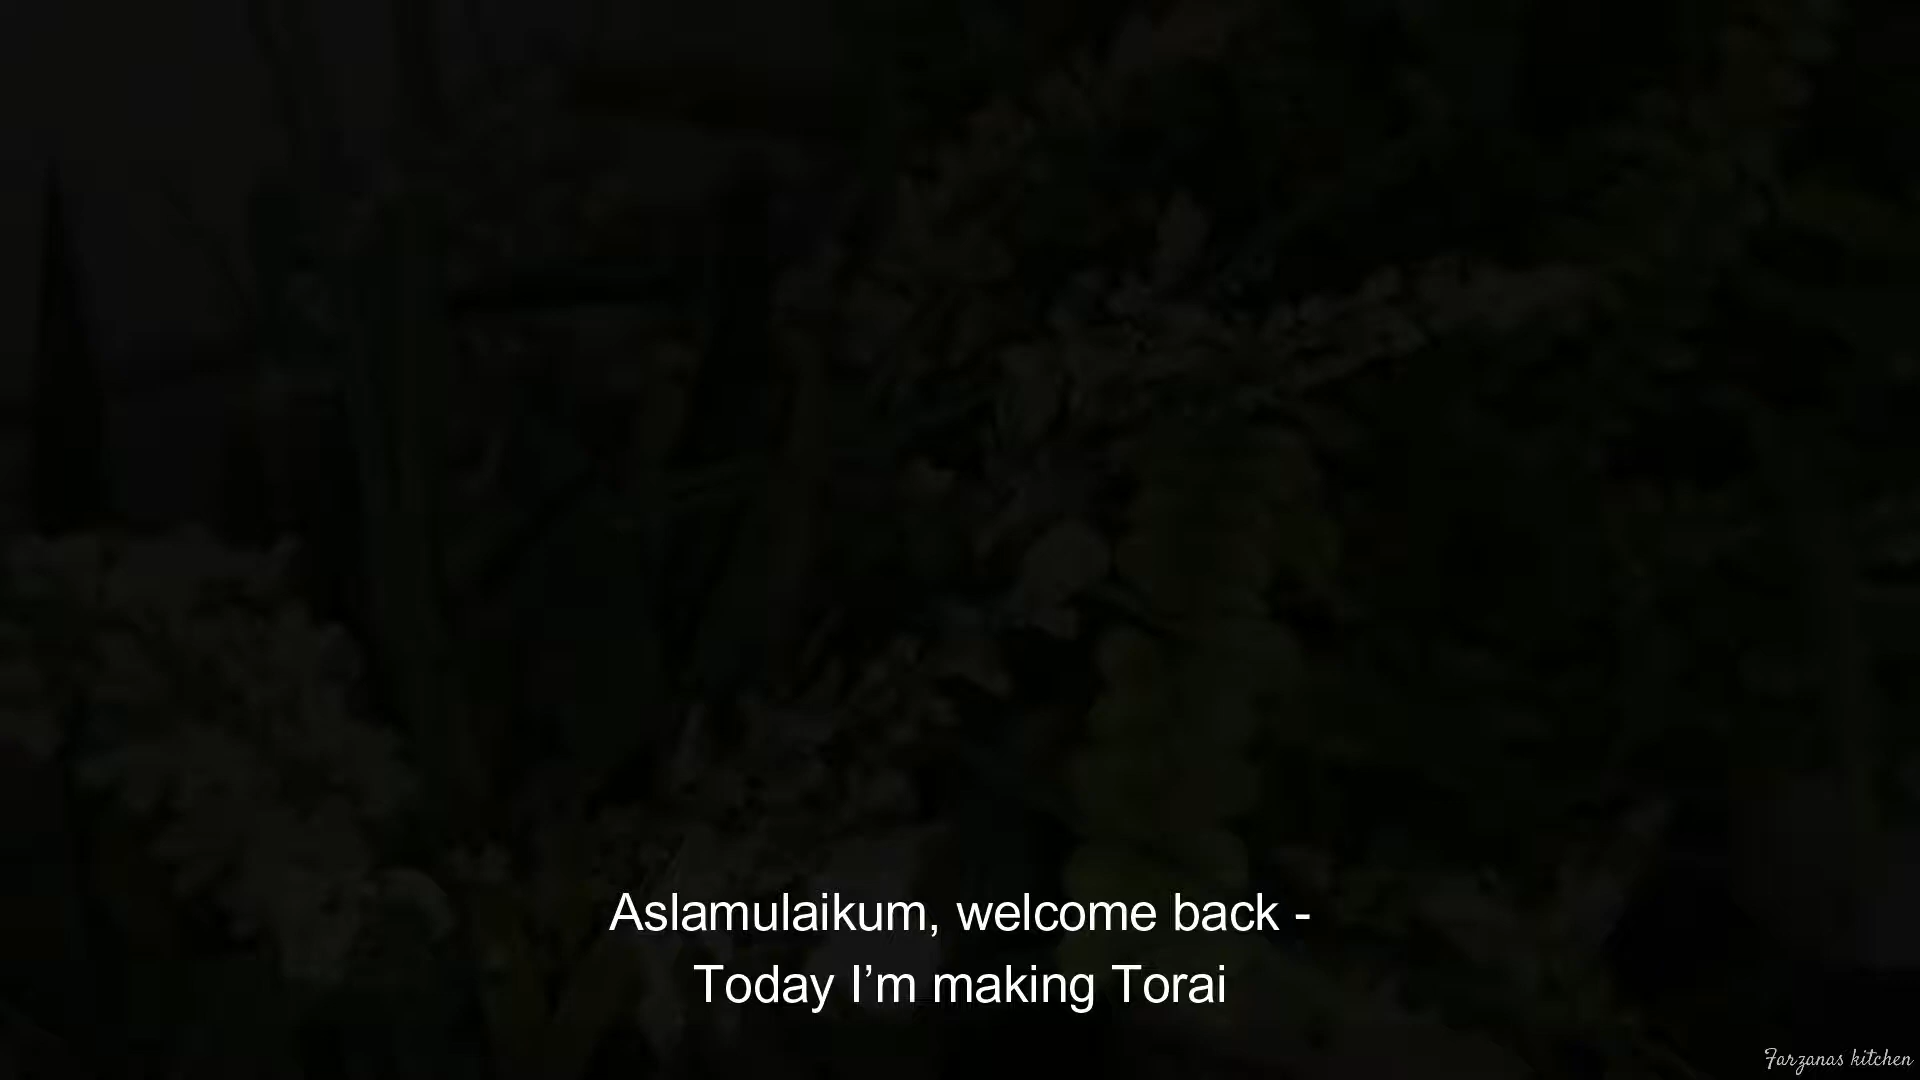 Aslamulaikum, welcome back -
Today I’m making Torai
Farzanas kitchen